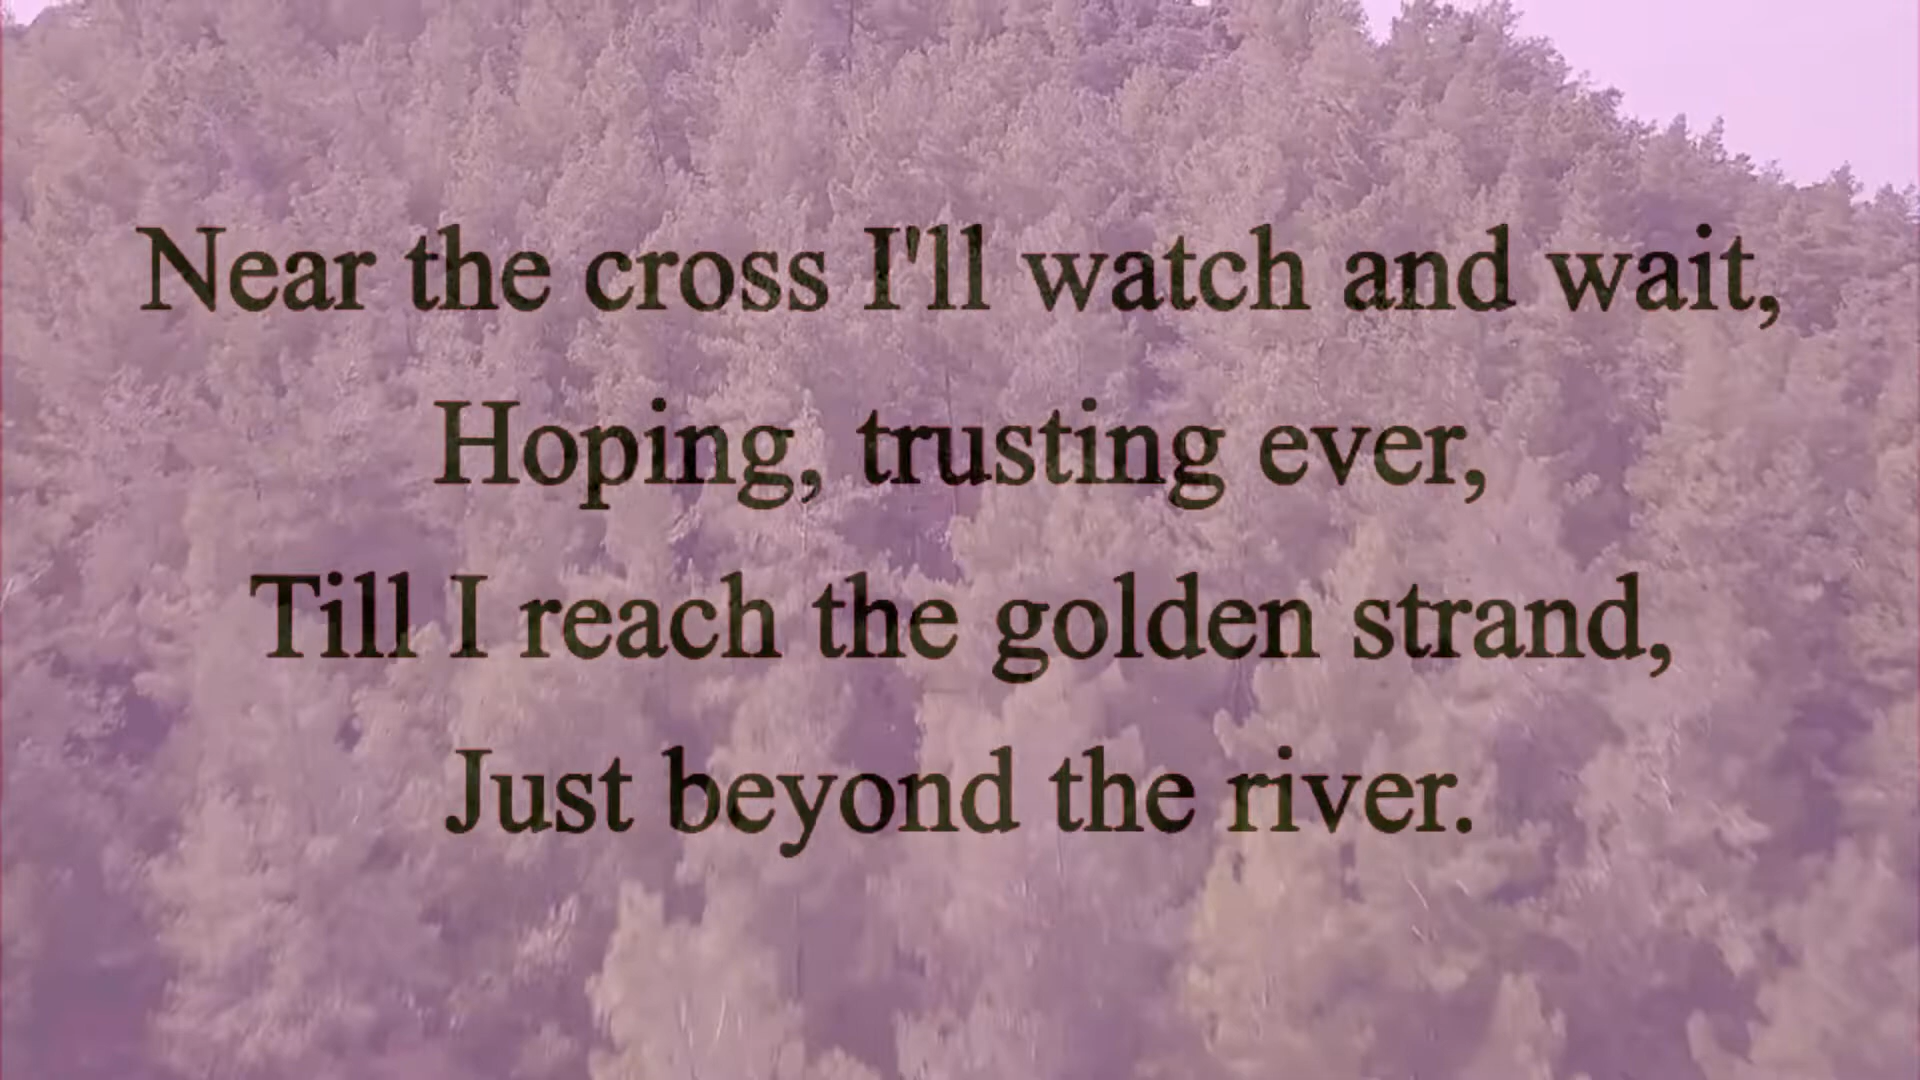 Near the cross I'll watch and wait,
Hoping, trusting ever,
Till I reach the golden strand,
Just beyond the river.